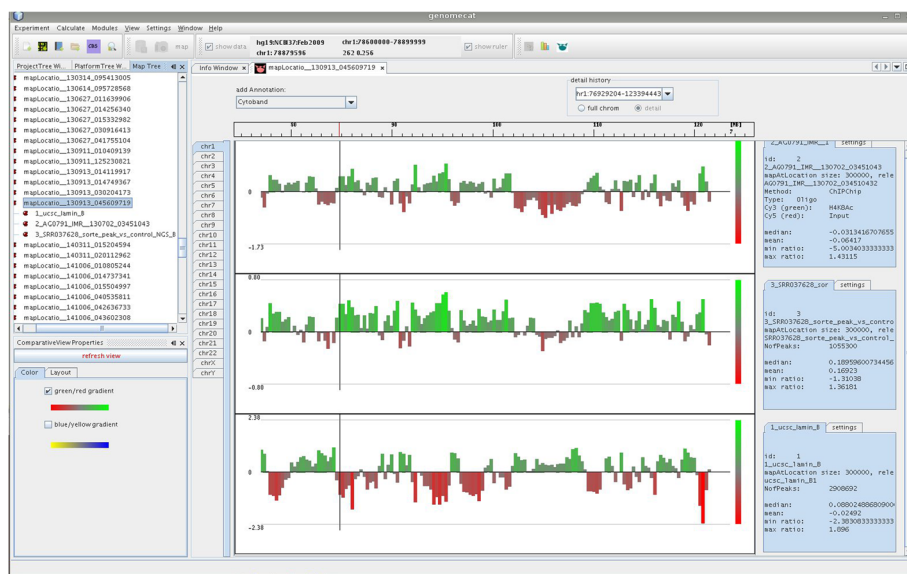 genomecat
Experiment Calculate Modules View Settings Window Help
cBS
map
show data
hg19:NCBI37:Feb2009
chr1:78600000-78899999
chr1:78879596
262 0.256
show ruler
ProjectTree Wi...
PlatformTree W...
Map Tree
Info Window
mapLocatio__130913_045609719
mapLocatio__130314_095413005
mapLocatio__130614_095728568
mapLocatio__130627_011639906
mapLocatio__130627_014256340
mapLocatio__130627_015332982
mapLocatio__130627_030916413
mapLocatio__130627_041755104
mapLocatio__130911_010409139
mapLocatio__130911_125230821
mapLocatio__130913_014119917
mapLocatio__130913_014749367
mapLocatio__130913_030204173
mapLocatio__130913_045609719
1_ucsc_lamin_B
2_AG0791_IMR__130702_03451043
3_SRR037628_sorte_peak_vs_control_NGS_B
mapLocatio__140311_015204594
mapLocatio__140311_020112962
mapLocatio__141006_010805244
mapLocatio__141006_014737341
mapLocatio__141006_015504997
mapLocatio__141006_040535811
mapLocatio__141006_042636733
mapLocatio__141006_043602308
ComparativeViewProperties
refresh view
Color
Layout
green/red gradient
blue/yellow gradient
add Annotation:
Cytoband
detail history
hr1:76929204-123394443
full chrom
detail
80
90
100
110
120
[Mb]
chr1
chr2
chr3
chr4
chr5
chr6
chr7
chr8
chr9
chr10
chr11
chr12
chr13
chr14
chr15
chr16
chr17
chr18
chr19
chr20
chr21
chr22
chrX
chrY
0
-1.73
0.80
0
-0.80
2.38
0
-2.38
2_AG0791_IMR__1
settings
id: 2
2_AG0791_IMR__130702_03451043
mapAtLocation size: 300000, rele
AG0791_IMR__130702_034510432
Method: ChIPChip
Type: Oligo
Cy3 (green): H4K8Ac
Cy5 (red): Input
median: -0.0313416707655
mean: -0.06417
min ratio: -5.0034033333333
max ratio: 1.43115
3_SRR037628_sor
settings
id: 3
3_SRR037628_sorte_peak_vs_contro
mapAtLocation size: 300000, rele
SRR037628_sorte_peak_vs_control_
NofPeaks: 1055300
median: 0.18959600734456
mean: 0.16923
min ratio: -1.31038
max ratio: 1.36181
1_ucsc_lamin_B
settings
id: 1
1_ucsc_lamin_B
mapAtLocation size: 300000, rele
ucsc_lamin_B1
NofPeaks: 2908692
median: 0.08802488680900
mean: -0.02492
min ratio: -2.3830833333333
max ratio: 1.896